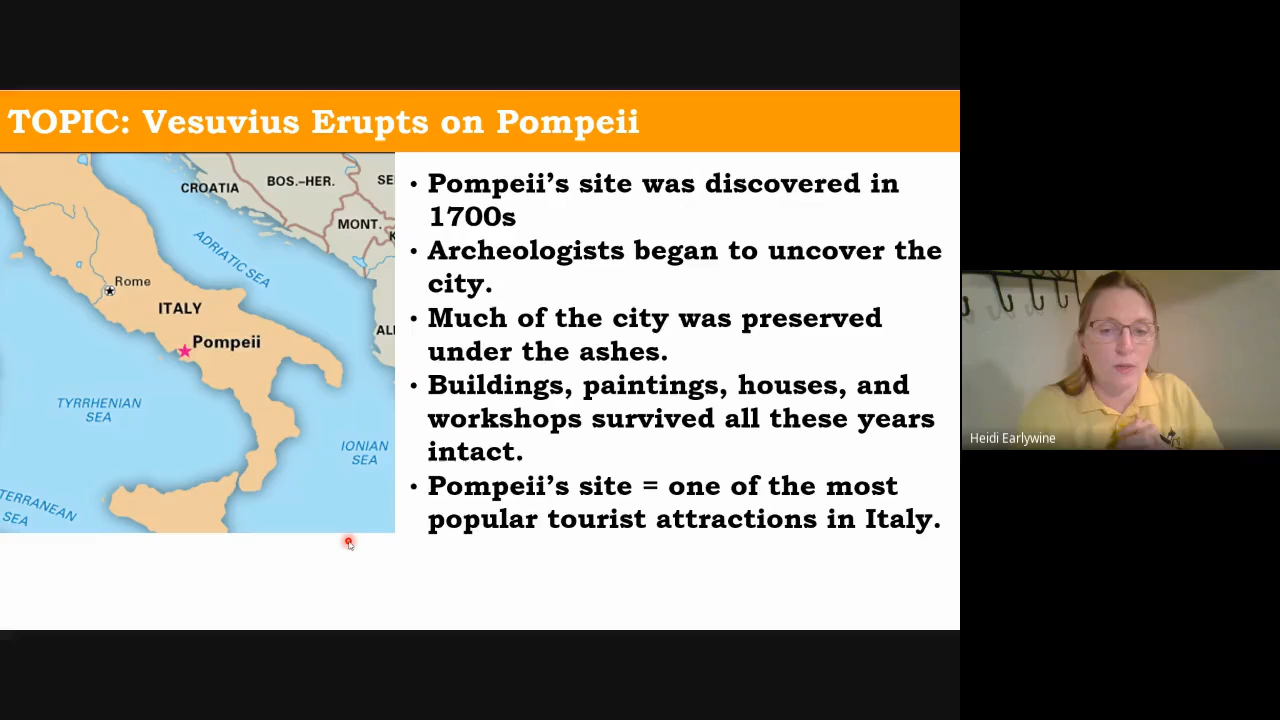 TOPIC: Vesuvius Erupts on Pompeii
CROATIA
BOS.–HER.
SE
MONT.
K
ADRIATIC SEA
Rome
ITALY
Pompeii
AL
TYRRHENIAN
SEA
IONIAN
SEA
TERRANEAN
SEA
• Pompeii’s site was discovered in
1700s
• Archeologists began to uncover the
city.
• Much of the city was preserved
under the ashes.
• Buildings, paintings, houses, and
workshops survived all these years
intact.
• Pompeii’s site = one of the most
popular tourist attractions in Italy.
Heidi Earlywine